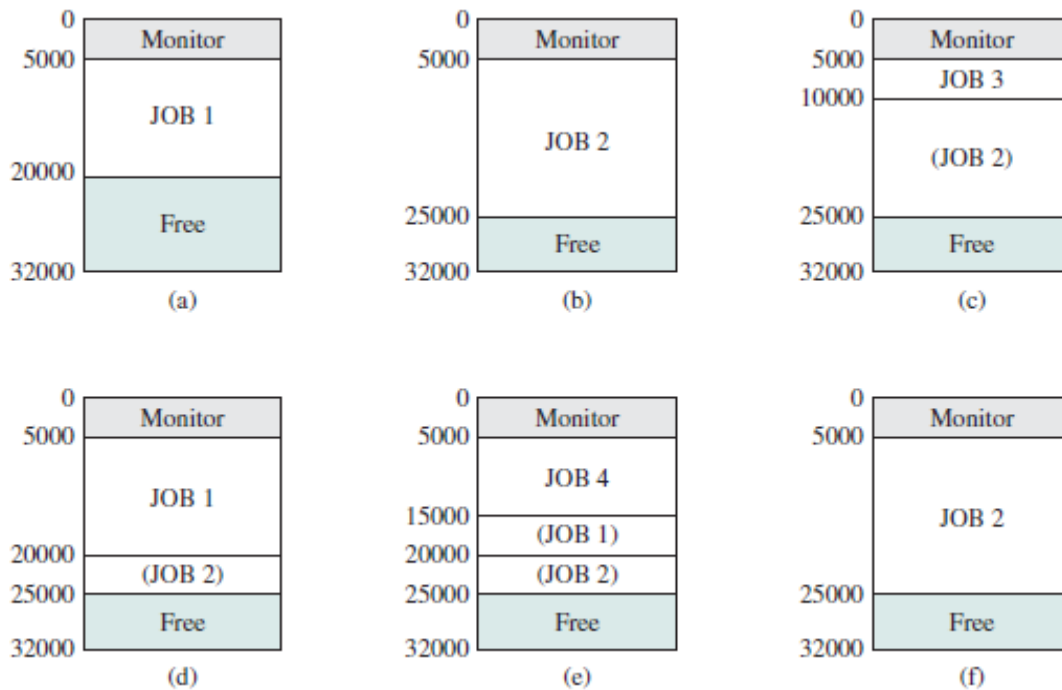 0
Monitor
5000
JOB 1
20000
Free
32000
(a)
0
Monitor
5000
JOB 2
25000
Free
32000
(b)
0
Monitor
5000
JOB 3
10000
(JOB 2)
25000
Free
32000
(c)
0
Monitor
5000
JOB 1
20000
(JOB 2)
25000
Free
32000
(d)
0
Monitor
5000
JOB 4
15000
(JOB 1)
20000
(JOB 2)
25000
Free
32000
(e)
0
Monitor
5000
JOB 2
25000
Free
32000
(f)